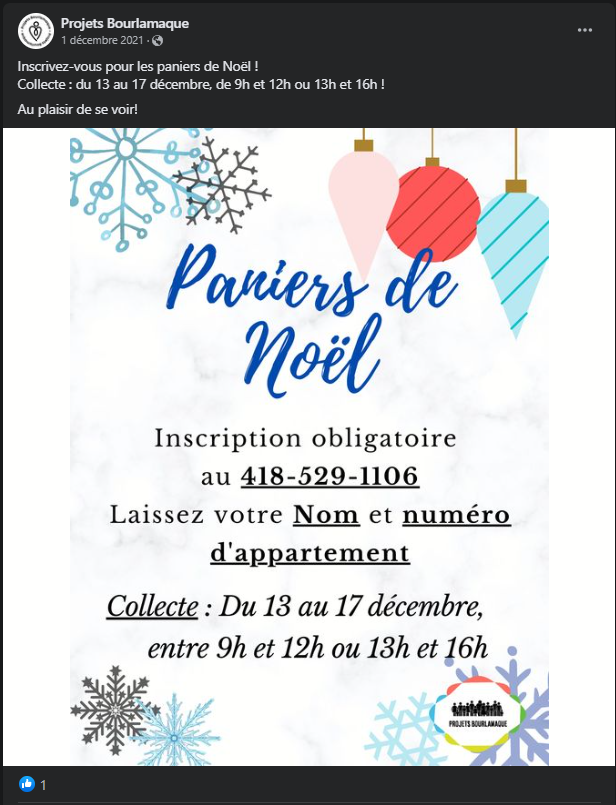 Projets Bourlamaque
1 décembre 2021 ·
Inscrivez-vous pour les paniers de Noël !
Collecte : du 13 au 17 décembre, de 9h et 12h ou 13h et 16h !
Au plaisir de se voir!
Paniers de
Noël
Inscription obligatoire
au 418-529-1106
Laissez votre Nom et numéro
d'appartement
Collecte : Du 13 au 17 décembre,
entre 9h et 12h ou 13h et 16h
PROJETS BOURLAMAQUE
1